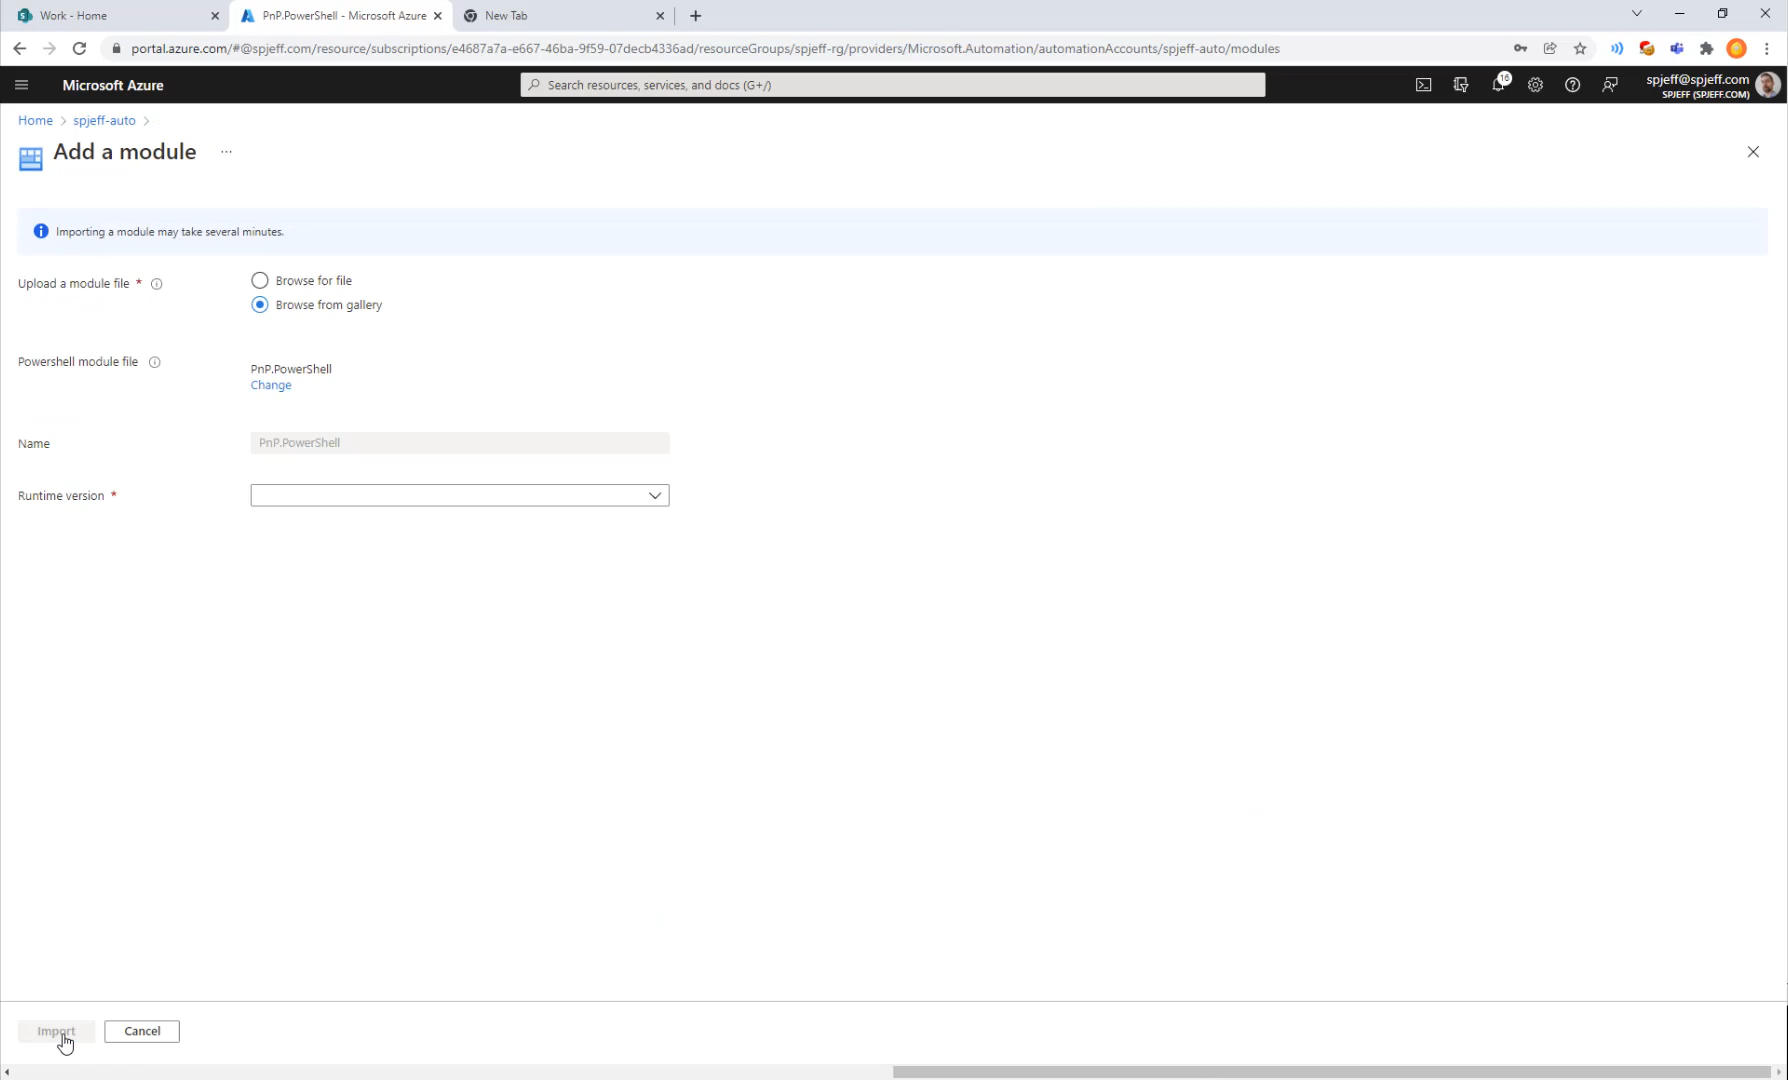 Work - Home
PnP.PowerShell - Microsoft Azure
New Tab
portal.azure.com/#@spjeff.com/resource/subscriptions/e4687a7a-e667-46ba-9f59-07decb4336ad/resourceGroups/spjeff-rg/providers/Microsoft.Automation/automationAccounts/spjeff-auto/modules
Microsoft Azure
Search resources, services, and docs (G+/)
16
spjeff@spjeff.com
SPJEFF (SPJEFF.COM)
Home > spjeff-auto >
Add a module ...
Importing a module may take several minutes.
Upload a module file *
Browse for file
Browse from gallery
Powershell module file
PnP.PowerShell
Change
Name
PnP.PowerShell
Runtime version *
Import
Cancel